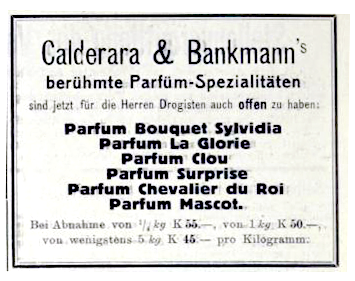 Calderara & Bankmann's
berühmte Parfüm-Spezialitäten
sind jetzt für die Herren Drogisten auch offen zu haben:
Parfum Bouquet Sylvidia
Parfum La Glorie
Parfum Clou
Parfum Surprise
Parfum Chevalier du Roi
Parfum Mascot.
Bei Abnahme von 1/4 kg K 55.—, von 1 kg K 50.—,
von wenigstens 5 kg K 45.— pro Kilogramm.